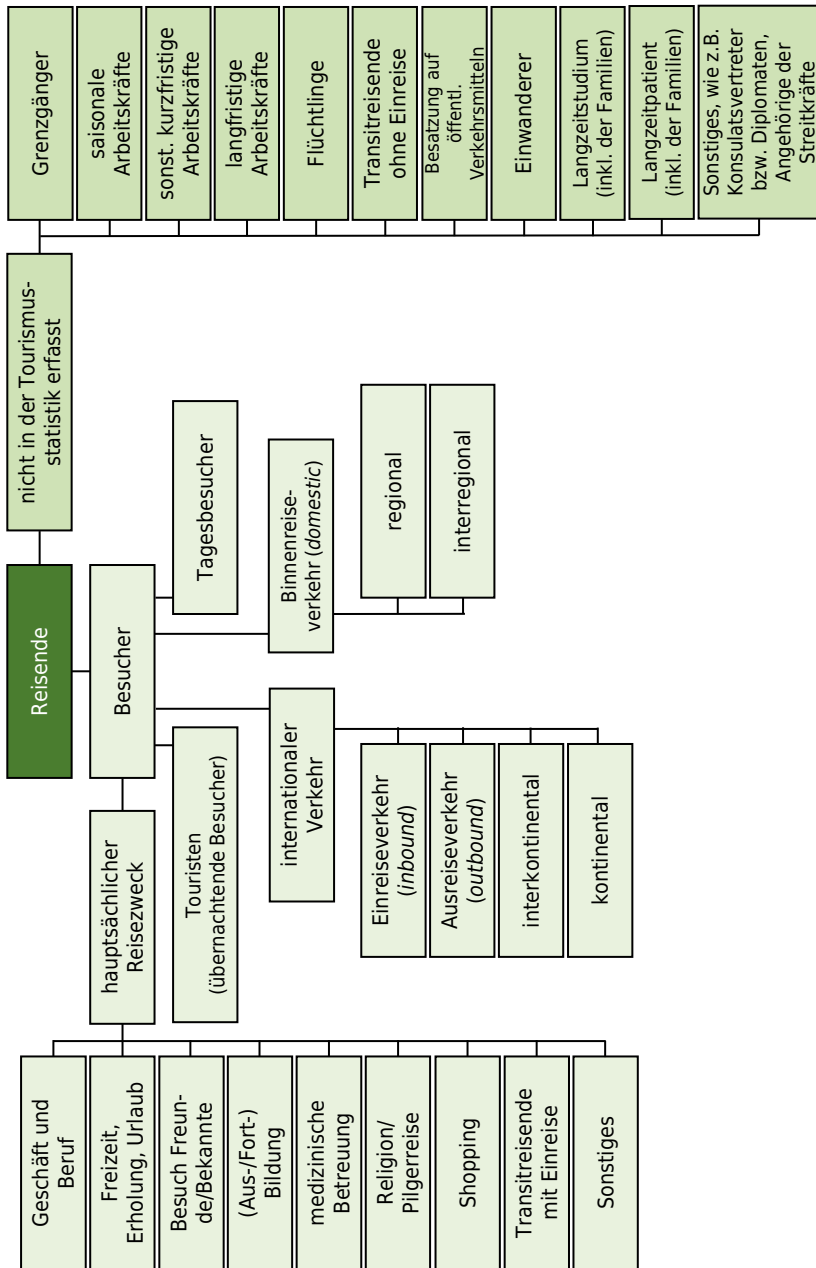 Reisende
nicht in der Tourismus-
statistik erfasst
Grenzgänger
saisonale
Arbeitskräfte
sonst. kurzfristige
Arbeitskräfte
langfristige
Arbeitskräfte
Flüchtlinge
Transitreisende
ohne Einreise
Besatzung auf
öffentl.
Verkehrsmitteln
Einwanderer
Langzeitstudium
(inkl. der Familien)
Langzeitpatient
(inkl. der Familien)
Sonstiges, wie z.B.
Konsulatsvertreter
bzw. Diplomaten,
Angehörige der
Streitkräfte
Besucher
hauptsächlicher
Reisezweck
Geschäft und
Beruf
Freizeit,
Erholung, Urlaub
Besuch Freun-
de/Bekannte
(Aus-/Fort-)
Bildung
medizinische
Betreuung
Religion/
Pilgerreise
Shopping
Transitreisende
mit Einreise
Sonstiges
Touristen
(übernachtende Besucher)
Tagesbesucher
internationaler
Verkehr
Einreiseverkehr
(inbound)
Ausreiseverkehr
(outbound)
interkontinental
kontinental
Binnenreise-
verkehr (domestic)
regional
interregional